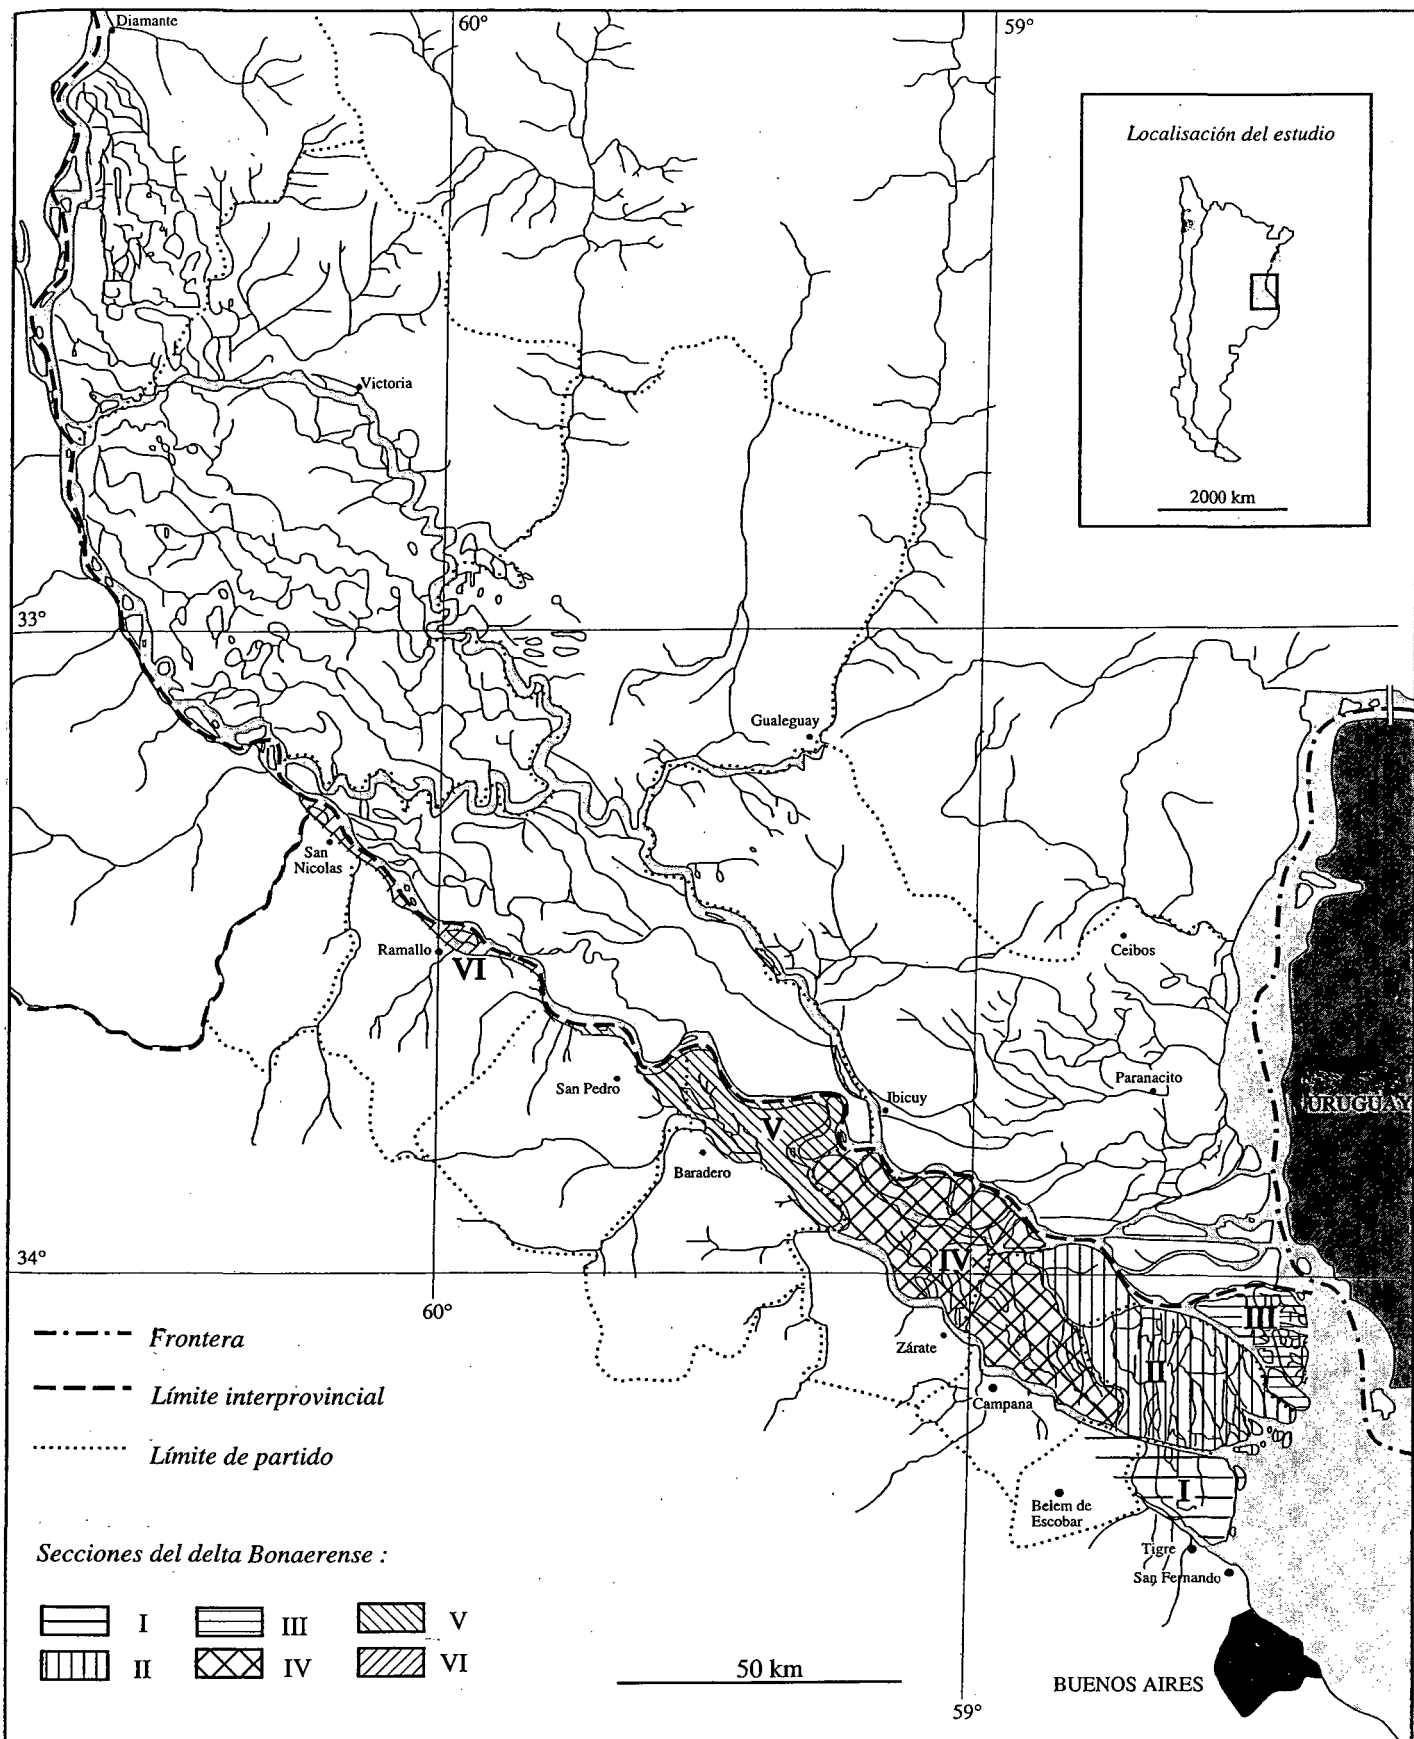 Diamante
60°
59°
Localisación del estudio
2000 km
Victoria
33°
Gualeguay
San
Nicolas
Ramallo
VI
Ceibos
San Pedro
Ibicuy
Paranacito
URUGUAY
V
Baradero
34°
IV
60°
III
Zárate
II
Campana
I
Belem de
Escobar
Tigre
San Fernando
Frontera
Límite interprovincial
Límite de partido
Secciones del delta Bonaerense :
I III V
II IV VI
50 km
BUENOS AIRES
59°